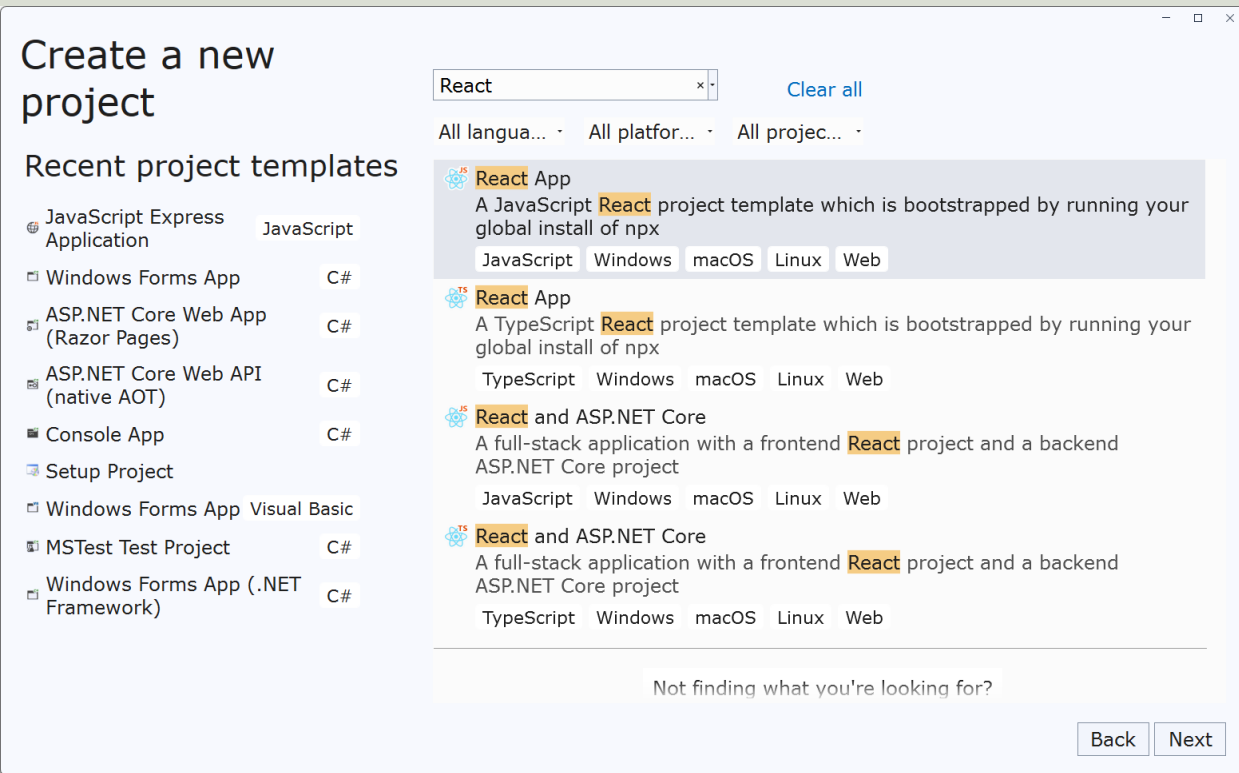 Create a new
project
Recent project templates
JavaScript Express
Application
JavaScript
Windows Forms App
C#
ASP.NET Core Web App
(Razor Pages)
C#
ASP.NET Core Web API
(native AOT)
C#
Console App
C#
Setup Project
Windows Forms App
Visual Basic
MSTest Test Project
C#
Windows Forms App (.NET
Framework)
C#
React
Clear all
All langua... All platfor... All projec...
JS
React App
A JavaScript React project template which is bootstrapped by running your
global install of npx
JavaScript Windows macOS Linux Web
TS
React App
A TypeScript React project template which is bootstrapped by running your
global install of npx
TypeScript Windows macOS Linux Web
JS
React and ASP.NET Core
A full-stack application with a frontend React project and a backend
ASP.NET Core project
JavaScript Windows macOS Linux Web
TS
React and ASP.NET Core
A full-stack application with a frontend React project and a backend
ASP.NET Core project
TypeScript Windows macOS Linux Web
Not finding what you're looking for?
Back Next